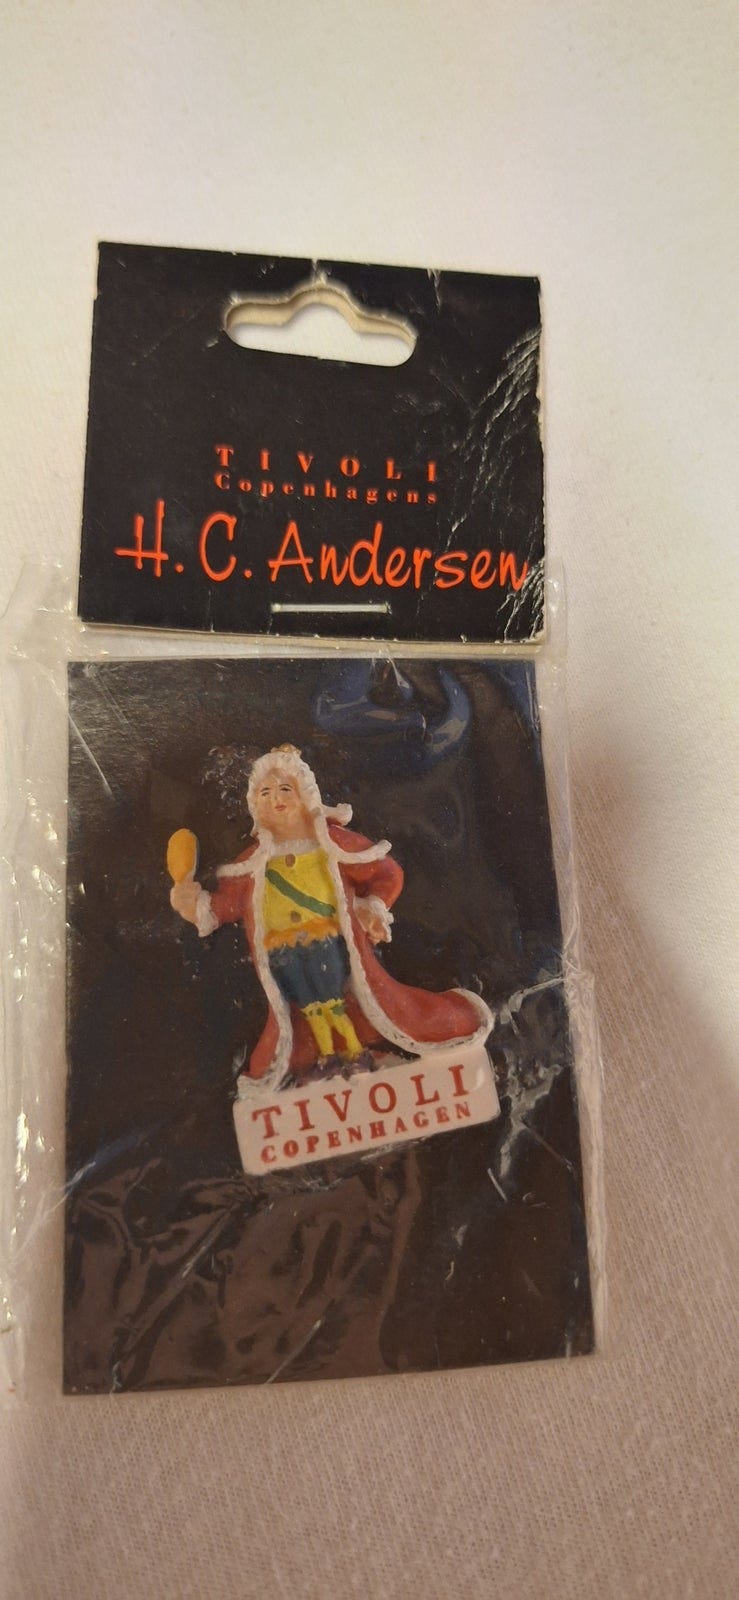 TIVOLI
Copenhagens
H.C. Andersen
TIVOLI
COPENHAGEN